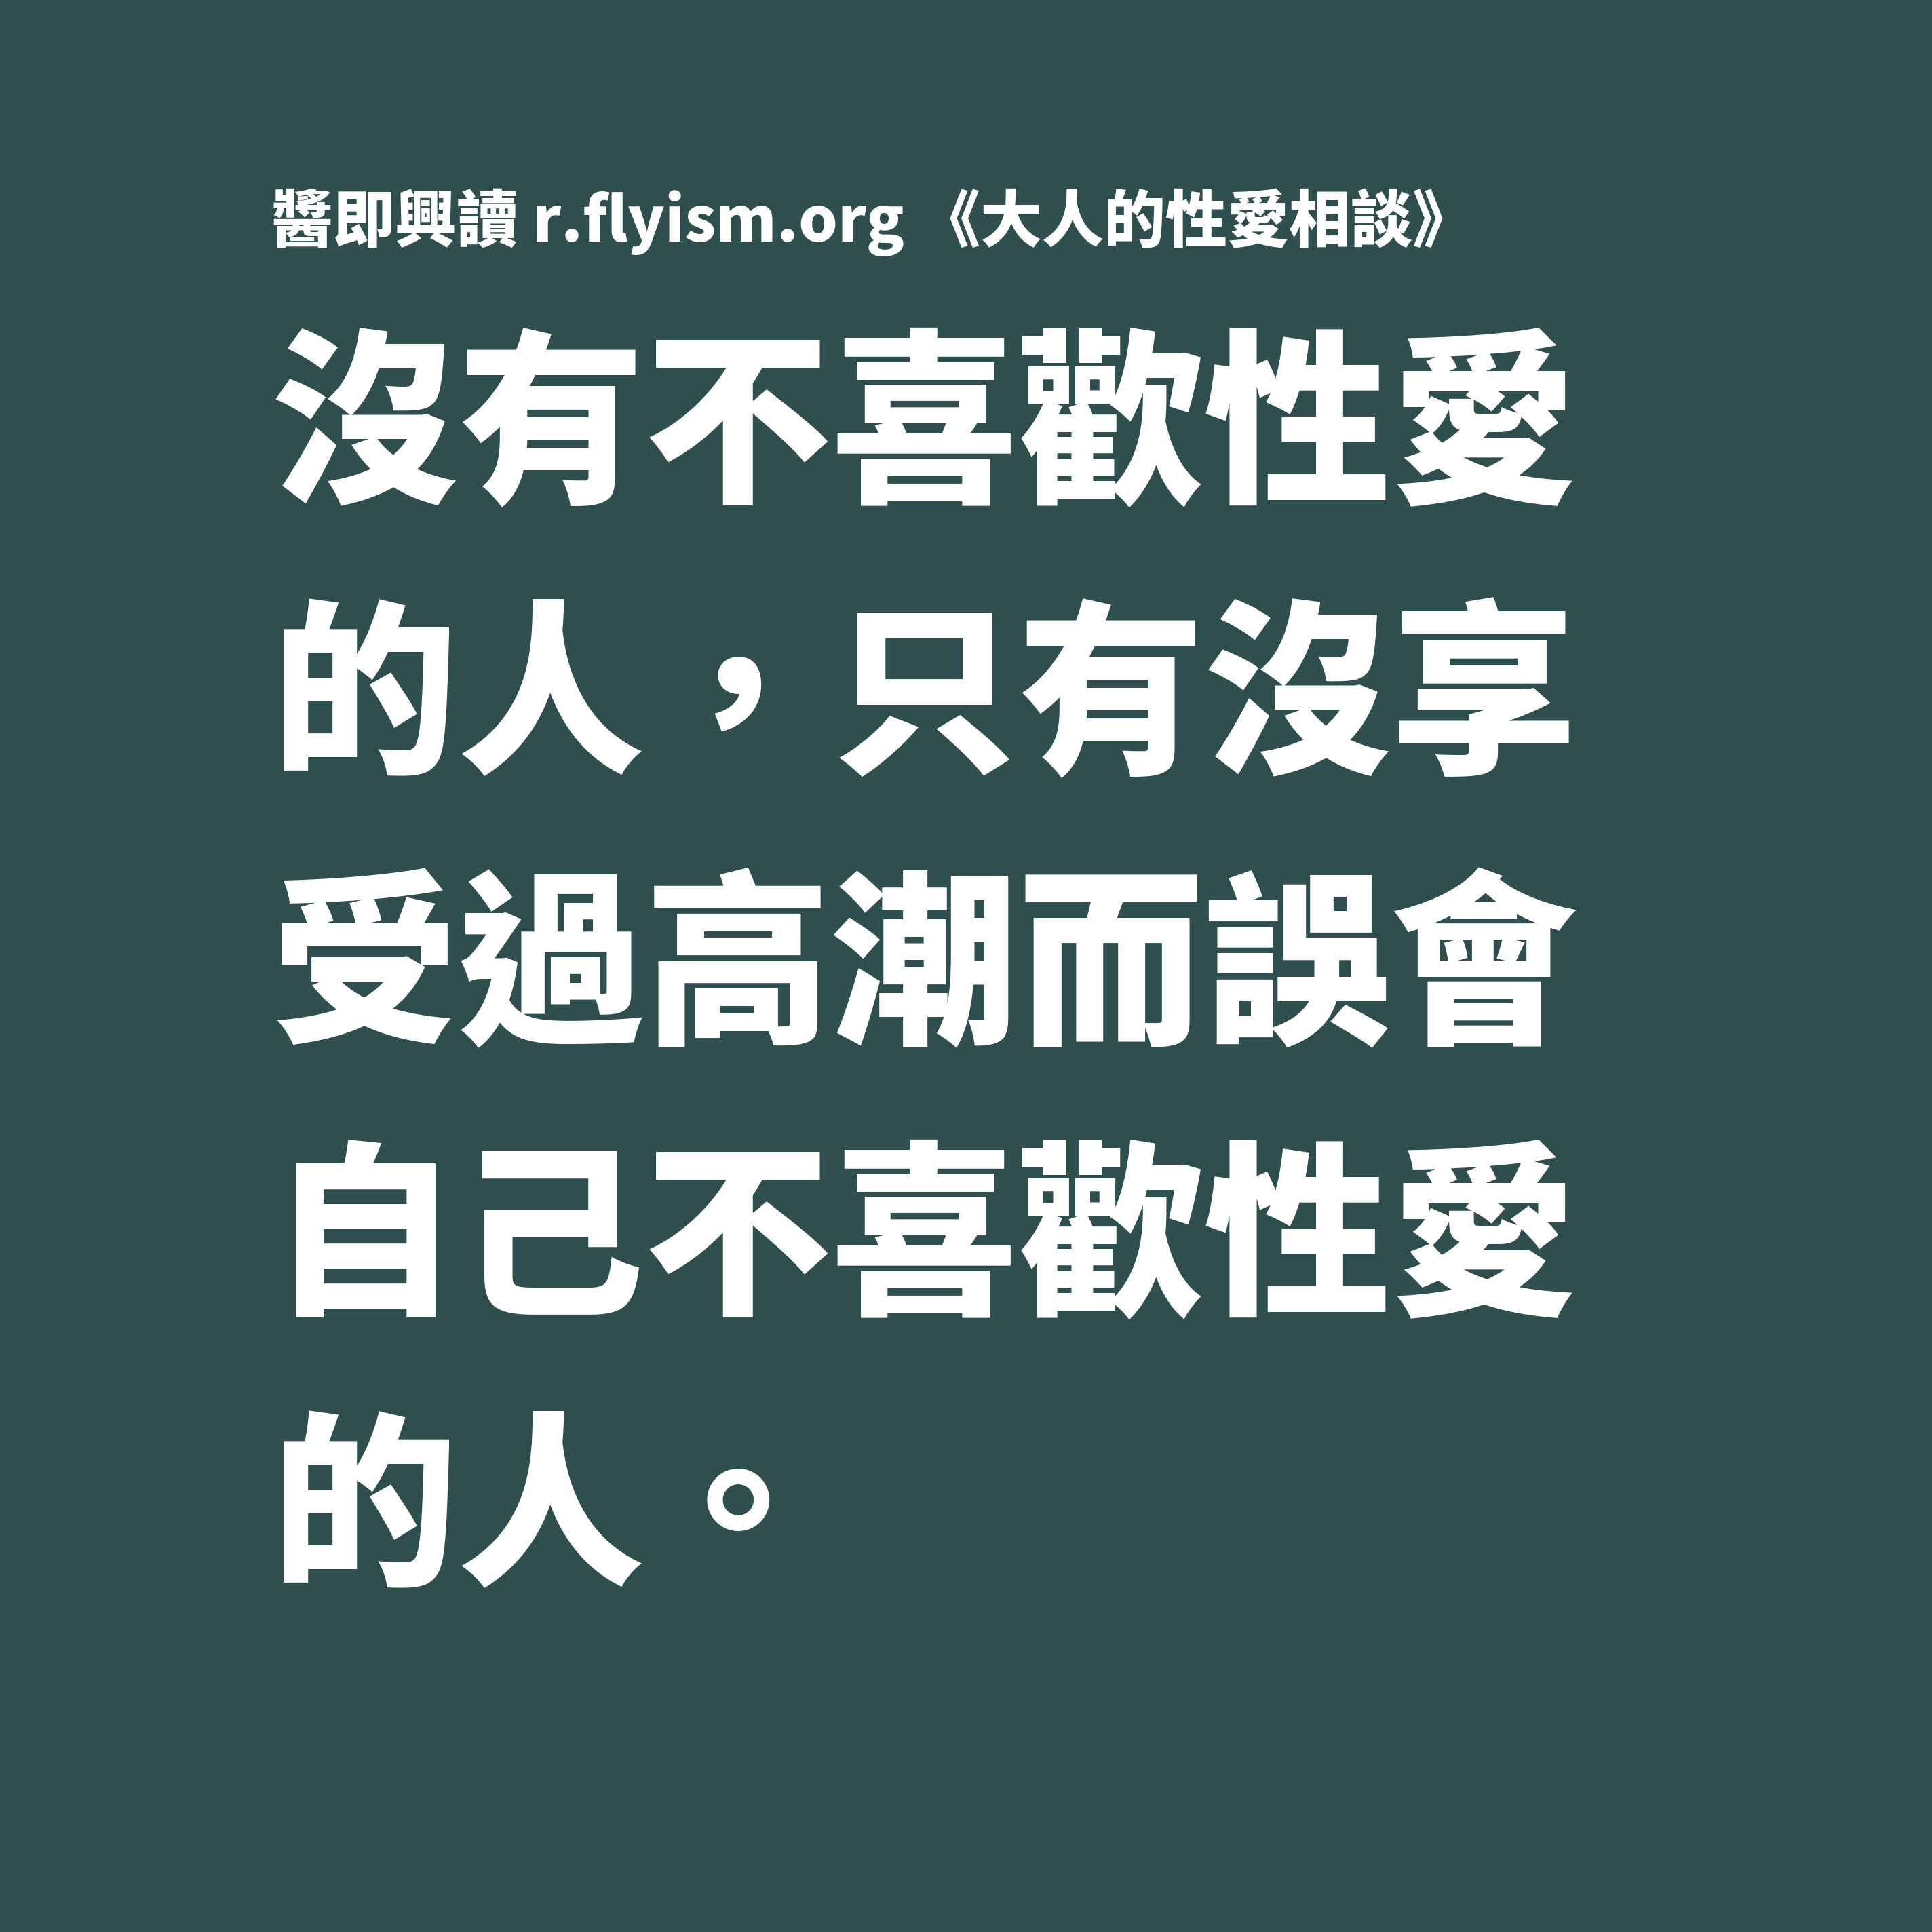 翳即興讀 r.flyism.org 《大人的性愛相談》
沒有不喜歡性愛
的人，只有沒享
受過高潮而誤會
自己不喜歡性愛
的人。